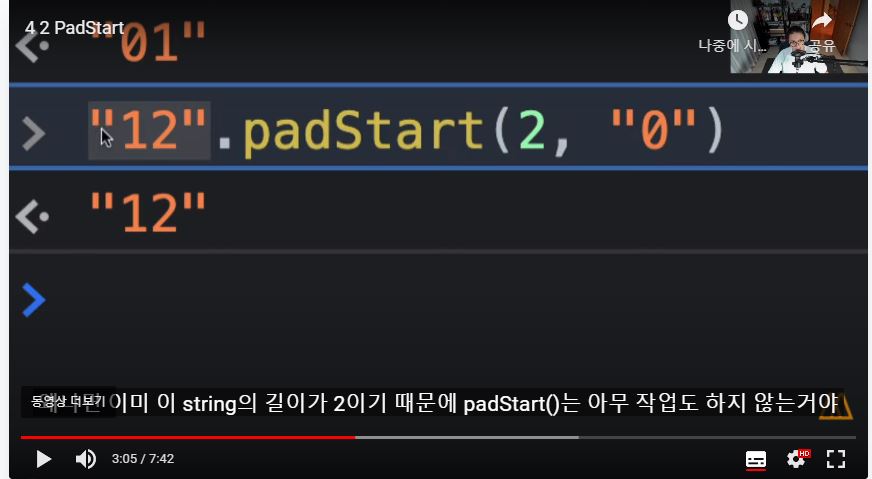 4 2 PadStart
나중에 시... 공유
"01"
"12".padStart(2, "0")
"12"
동영상 더보기 이미 이 string의 길이가 2이기 때문에 padStart()는 아무 작업도 하지 않는거야
3:05 / 7:42
HD